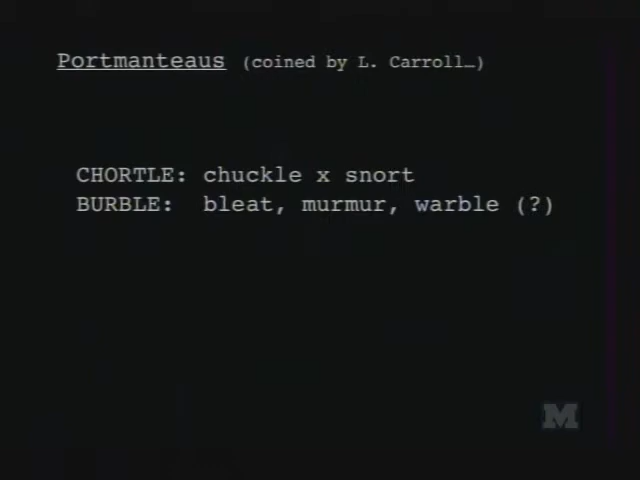 Portmanteaus (coined by L. Carroll…)
CHORTLE: chuckle x snort
BURBLE: bleat, murmur, warble (?)
M